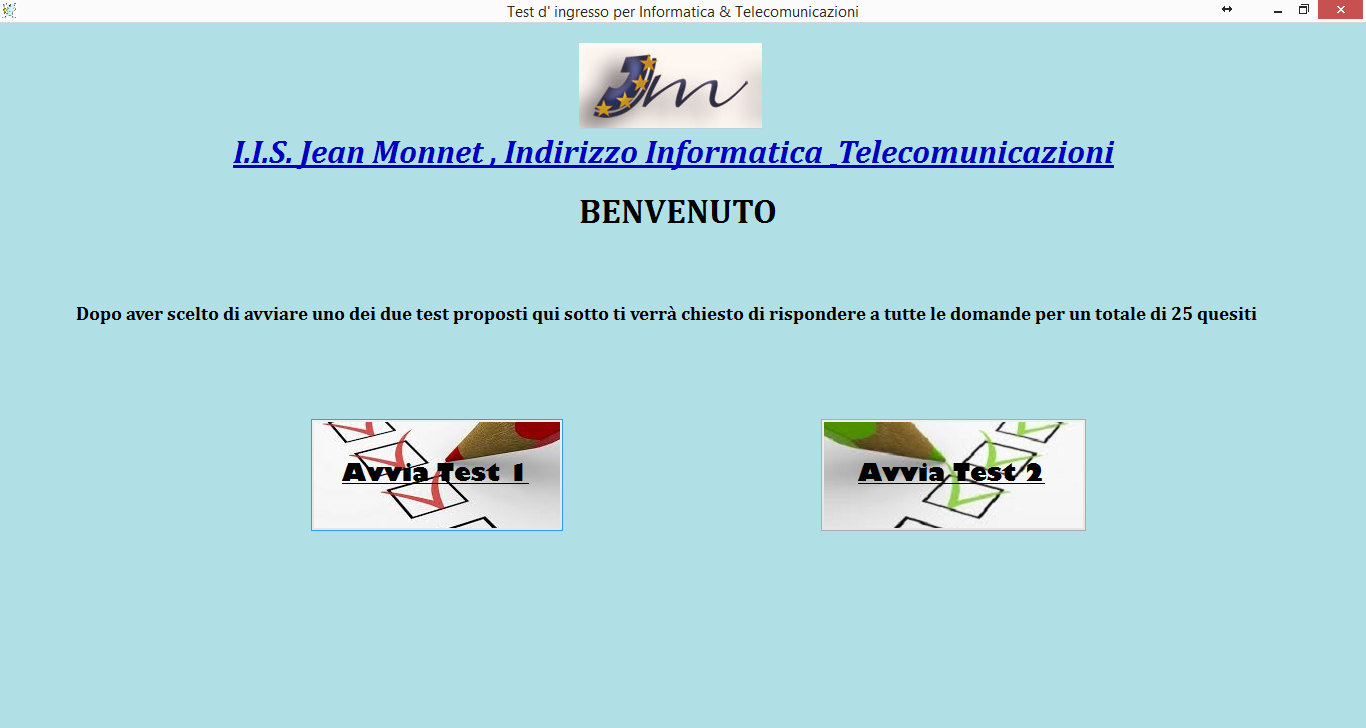 Test d' ingresso per Informatica & Telecomunicazioni
Jm
I.I.S. Jean Monnet , Indirizzo Informatica _Telecomunicazioni
BENVENUTO
Dopo aver scelto di avviare uno dei due test proposti qui sotto ti verrà chiesto di rispondere a tutte le domande per un totale di 25 quesiti
Avvia Test 1
Avvia Test 2